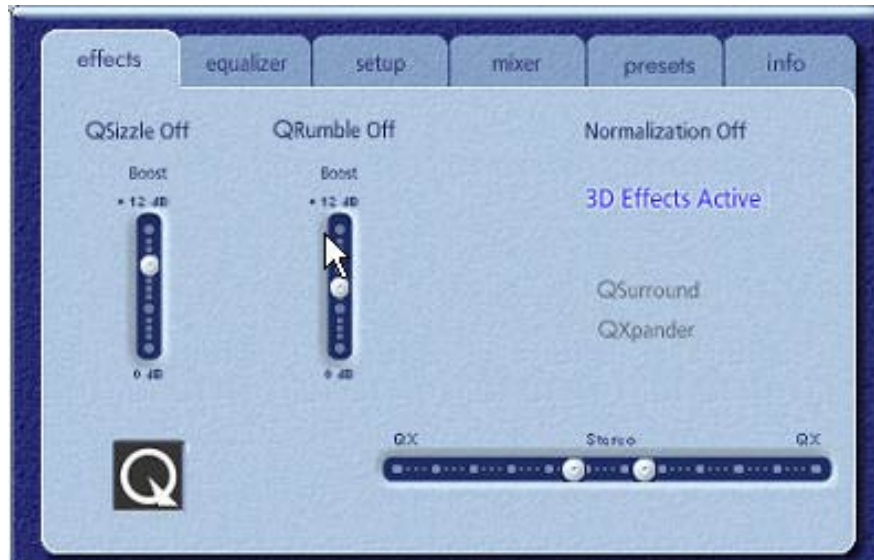 effects equalizer setup mixer presets info
QSizzle Off QRumble Off Normalization Off
Boost Boost
+ 12 dB + 12 dB
3D Effects Active
QSurround
QXpander
0 dB 0 dB
QX Stereo QX
Q